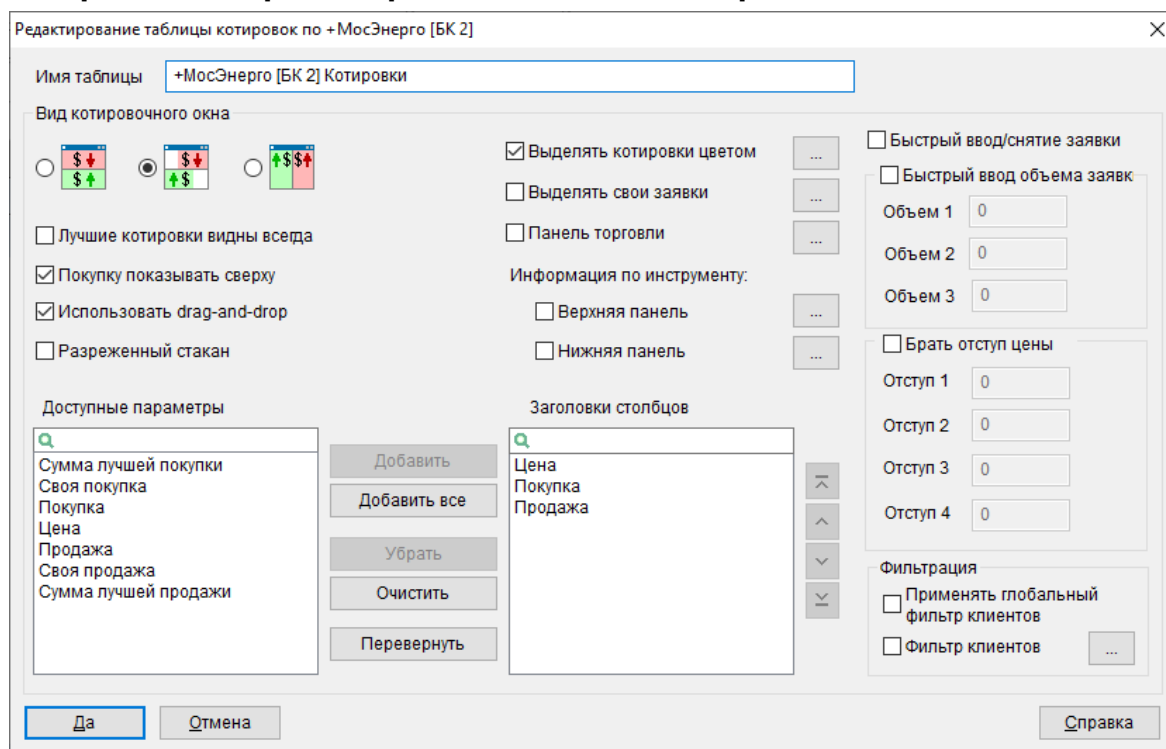 Редактирование таблицы котировок по +МосЭнерго [БК 2]
Имя таблицы
+МосЭнерго [БК 2] Котировки
Вид котировочного окна
Лучшие котировки видны всегда
Покупку показывать сверху
Использовать drag-and-drop
Разреженный стакан
Выделять котировки цветом
...
Выделять свои заявки
...
Панель торговли
...
Информация по инструменту:
Верхняя панель
...
Нижняя панель
...
Быстрый ввод/снятие заявки
Быстрый ввод объема заявк
Объем 1
0
Объем 2
0
Объем 3
0
Брать отступ цены
Отступ 1
0
Отступ 2
0
Отступ 3
0
Отступ 4
0
Доступные параметры
Сумма лучшей покупки
Своя покупка
Покупка
Цена
Продажа
Своя продажа
Сумма лучшей продажи
Добавить
Добавить все
Убрать
Очистить
Перевернуть
Заголовки столбцов
Цена
Покупка
Продажа
Фильтрация
Применять глобальный
фильтр клиентов
Фильтр клиентов
...
Да
Отмена
Справка